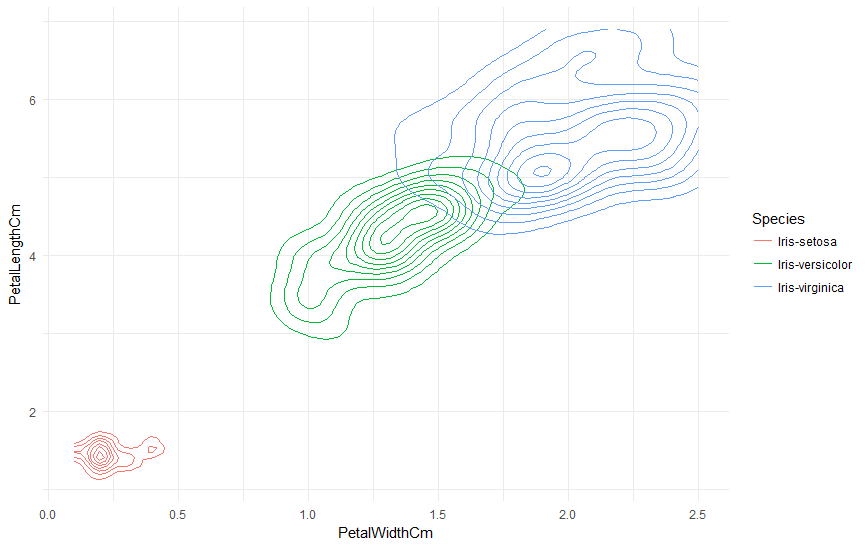 6
4
2
PetalLengthCm
0.0 0.5 1.0 1.5 2.0 2.5
PetalWidthCm
Species
Iris-setosa
Iris-versicolor
Iris-virginica